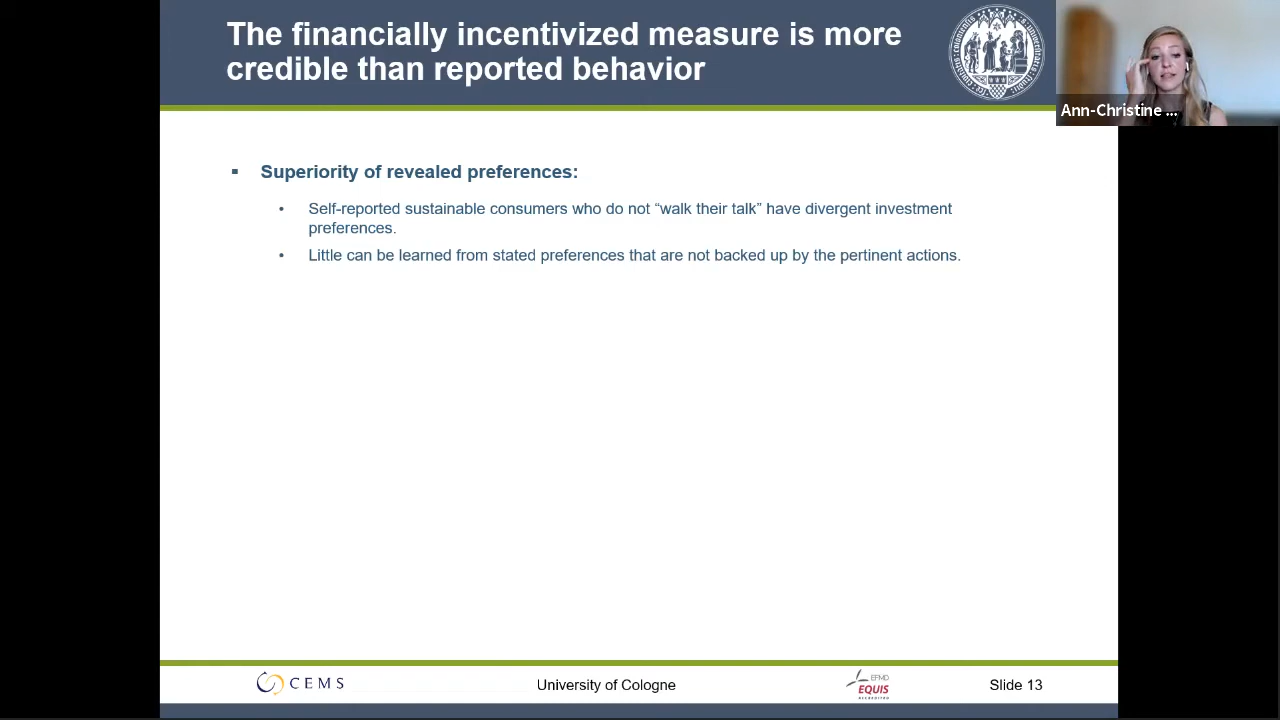 The financially incentivized measure is more
credible than reported behavior
Ann-Christine ...
▪ Superiority of revealed preferences:
• Self-reported sustainable consumers who do not “walk their talk” have divergent investment
preferences.
• Little can be learned from stated preferences that are not backed up by the pertinent actions.
CEMS
University of Cologne
EFMD
EQUIS
ACCREDITED
Slide 13